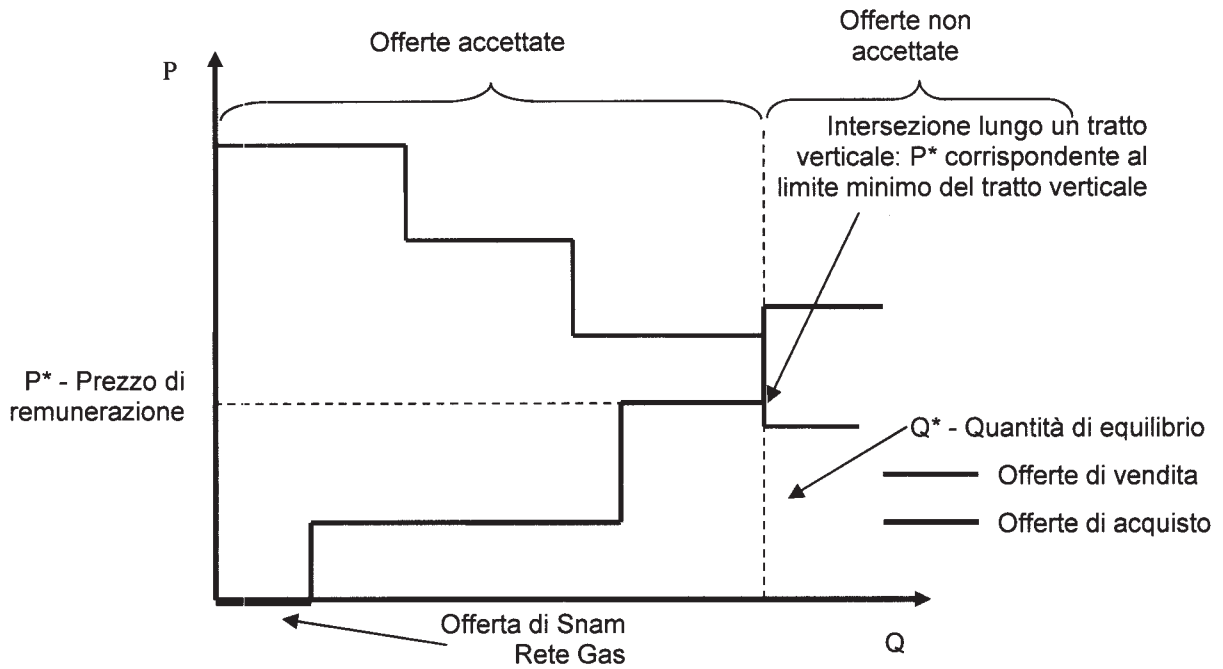 Offerte accettate
Offerte non
accettate
P
Intersezione lungo un tratto
verticale: P* corrispondente al
limite minimo del tratto verticale
P* - Prezzo di
remunerazione
Q* - Quantità di equilibrio
Offerte di vendita
Offerte di acquisto
Offerta di Snam
Rete Gas
Q